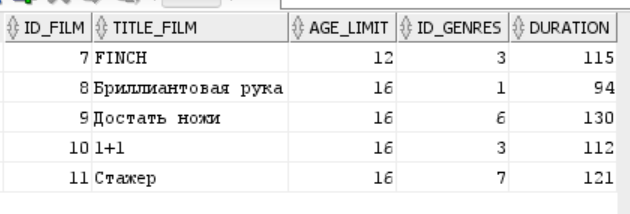 ID_FILM TITLE_FILM AGE_LIMIT ID_GENRES DURATION
7 FINCH 12 3 115
8 Бриллиантовая рука 16 1 94
9 Достать ножи 16 6 130
10 1+1 16 3 112
11 Стажер 16 7 121